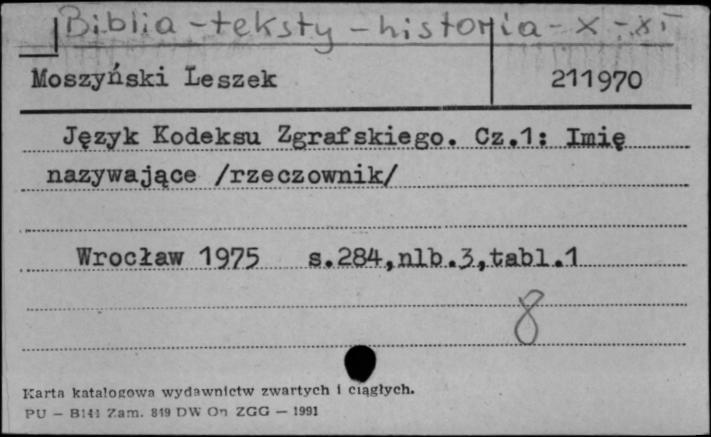 Biblia - teksty - historia - X - XI
Moszyński Leszek 211970
Język Kodeksu Zgrafskiego. Cz.1: Imię
nazywające /rzeczownik/
Wrocław 1975 s.284,nlb.3,tabl.1
8
Karta katalogowa wydawnictw zwartych i ciągłych.
PU — B141 Zam. 819 DW On ZGG — 1991